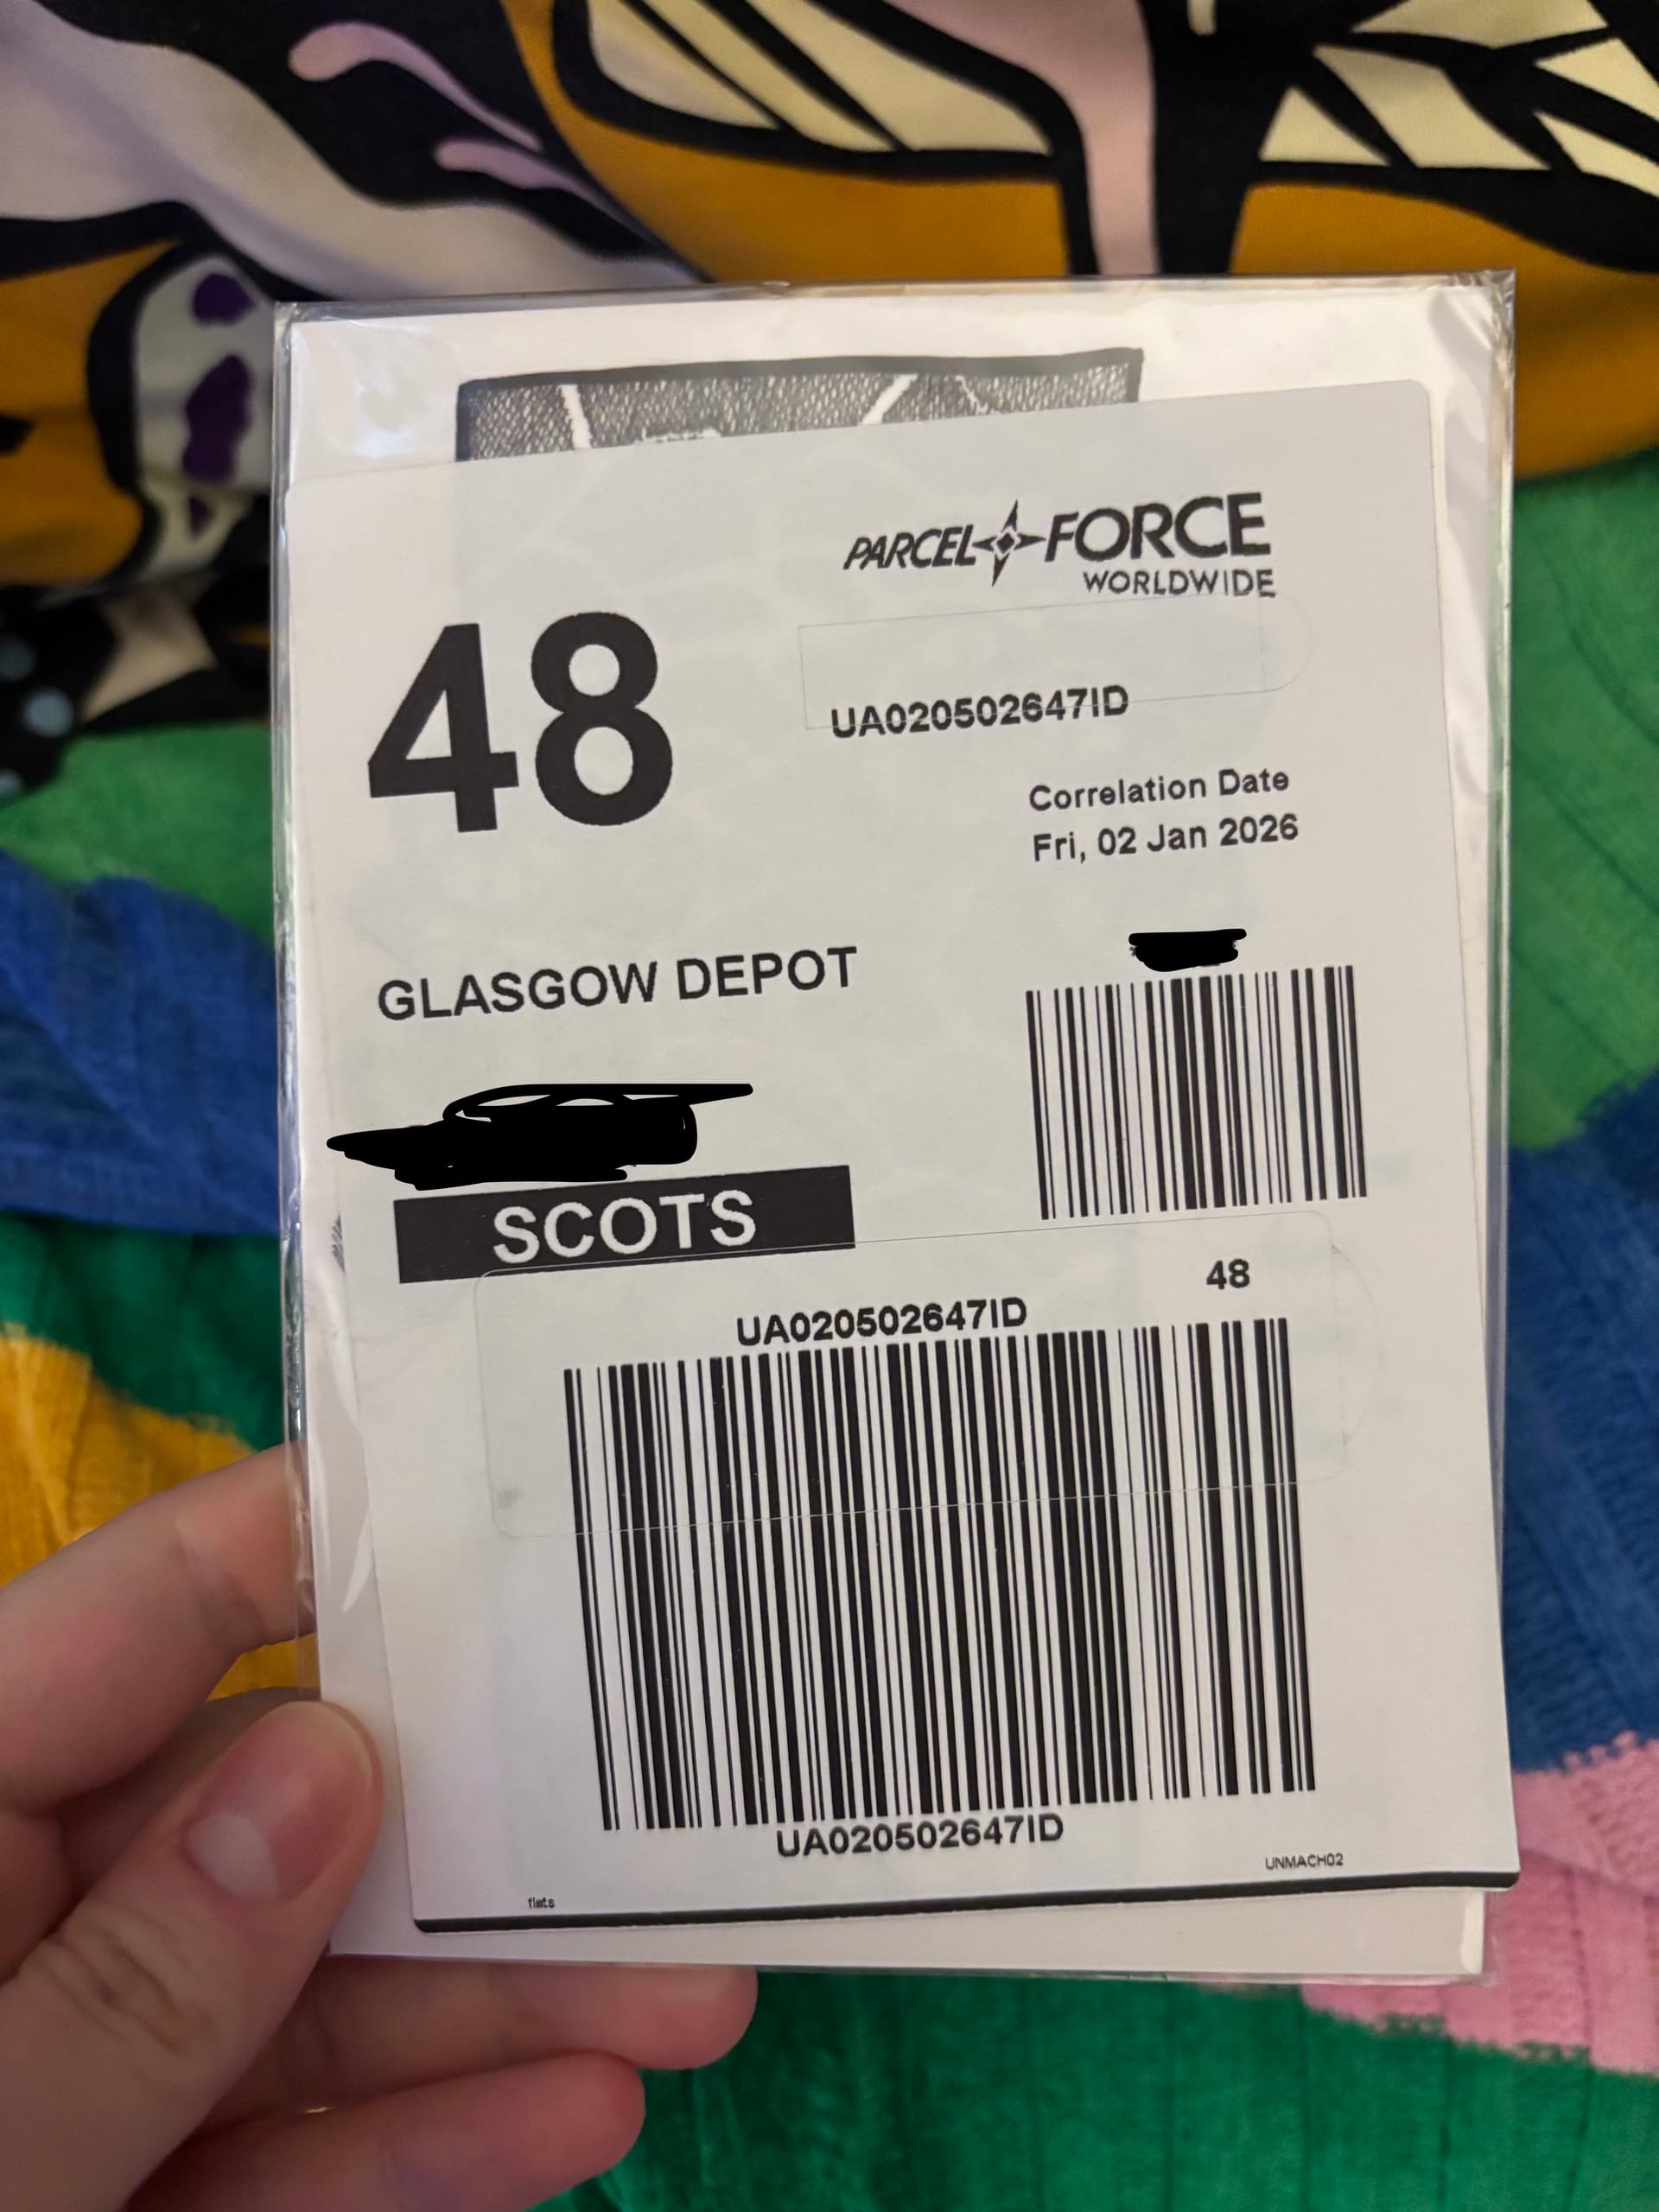 PARCEL FORCE
WORLDWIDE
48
UA020502647ID
Correlation Date
Fri, 02 Jan 2026
GLASGOW DEPOT
SCOTS
48
UA020502647ID
UA020502647ID
UNMACH02
flats